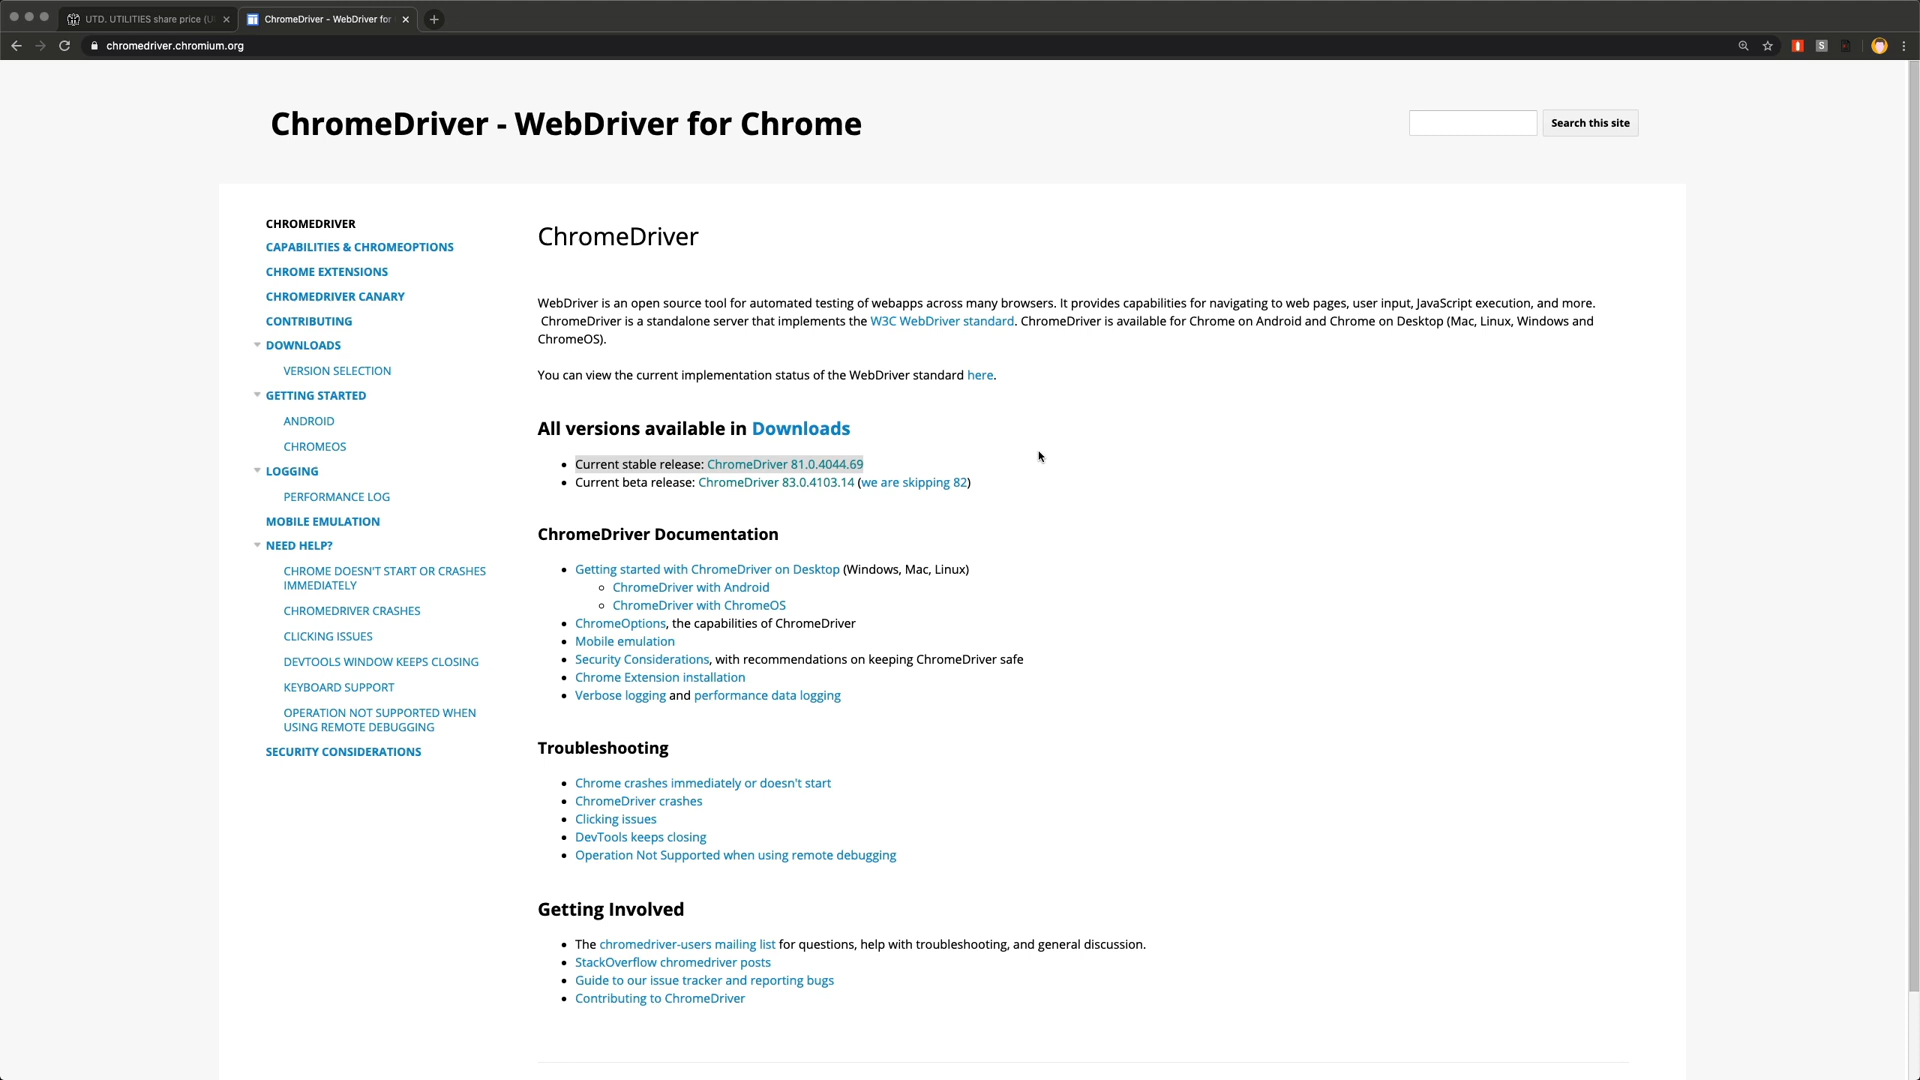 UTD. UTILITIES share price (U
ChromeDriver - WebDriver for
chromedriver.chromium.org
S
ChromeDriver - WebDriver for Chrome
Search this site
CHROMEDRIVER
CAPABILITIES & CHROMEOPTIONS
CHROME EXTENSIONS
CHROMEDRIVER CANARY
CONTRIBUTING
DOWNLOADS
VERSION SELECTION
GETTING STARTED
ANDROID
CHROMEOS
LOGGING
PERFORMANCE LOG
MOBILE EMULATION
NEED HELP?
CHROME DOESN'T START OR CRASHES
IMMEDIATELY
CHROMEDRIVER CRASHES
CLICKING ISSUES
DEVTOOLS WINDOW KEEPS CLOSING
KEYBOARD SUPPORT
OPERATION NOT SUPPORTED WHEN
USING REMOTE DEBUGGING
SECURITY CONSIDERATIONS
ChromeDriver
WebDriver is an open source tool for automated testing of webapps across many browsers. It provides capabilities for navigating to web pages, user input, JavaScript execution, and more.
ChromeDriver is a standalone server that implements the W3C WebDriver standard. ChromeDriver is available for Chrome on Android and Chrome on Desktop (Mac, Linux, Windows and
ChromeOS).
You can view the current implementation status of the WebDriver standard here.
All versions available in Downloads
Current stable release: ChromeDriver 81.0.4044.69
Current beta release: ChromeDriver 83.0.4103.14 (we are skipping 82)
ChromeDriver Documentation
Getting started with ChromeDriver on Desktop (Windows, Mac, Linux)
ChromeDriver with Android
ChromeDriver with ChromeOS
ChromeOptions, the capabilities of ChromeDriver
Mobile emulation
Security Considerations, with recommendations on keeping ChromeDriver safe
Chrome Extension installation
Verbose logging and performance data logging
Troubleshooting
Chrome crashes immediately or doesn't start
ChromeDriver crashes
Clicking issues
DevTools keeps closing
Operation Not Supported when using remote debugging
Getting Involved
The chromedriver-users mailing list for questions, help with troubleshooting, and general discussion.
StackOverflow chromedriver posts
Guide to our issue tracker and reporting bugs
Contributing to ChromeDriver